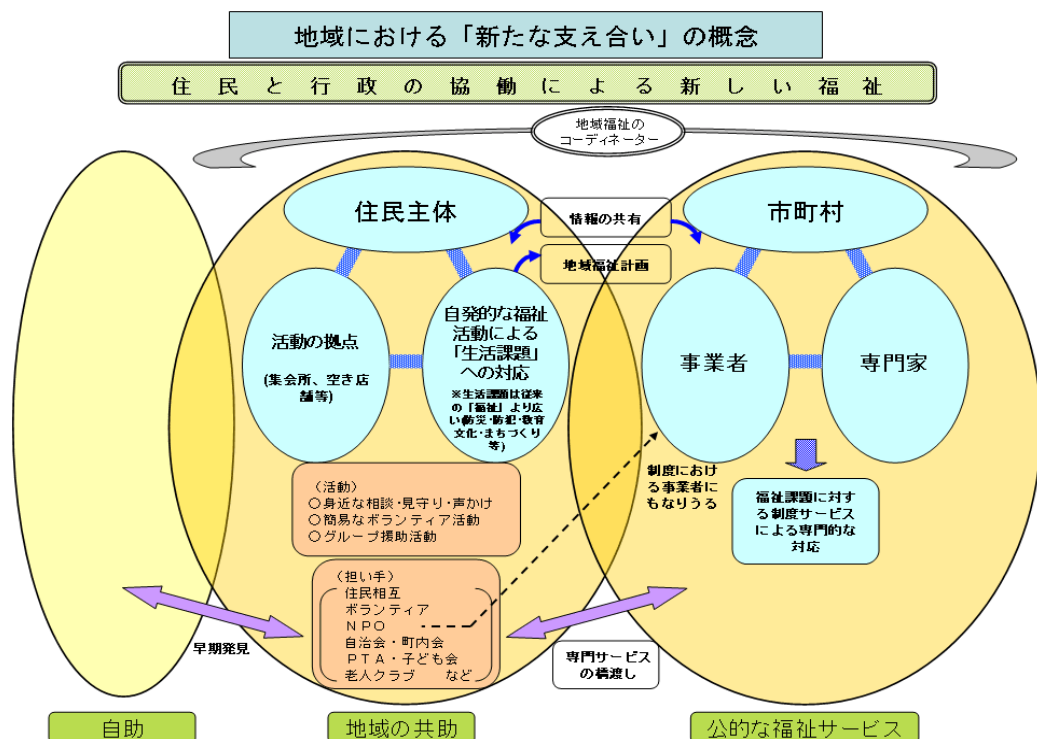 地域における「新たな支え合い」の概念
住民と行政の協働による新しい福祉
地域福祉の
コーディネーター
住民主体
情報の共有
市町村
地域福祉計画
活動の拠点
(集会所、空き店
舗等)
自発的な福祉
活動による
「生活課題」
への対応
※生活課題は従来
の「福祉」より広
い(防災・防犯・教育
文化・まちづくり
等)
事業者
専門家
(活動)
○身近な相談・見守り・声かけ
○簡易なボランティア活動
○グループ援助活動
制度におけ
る事業者に
もなりうる
福祉課題に対す
る制度サービス
による専門的な
対応
(担い手)
住民相互
ボランティア
NPO
自治会・町内会
PTA・子ども会
老人クラブ など
早期発見
専門サービス
の橋渡し
自助
地域の共助
公的な福祉サービス